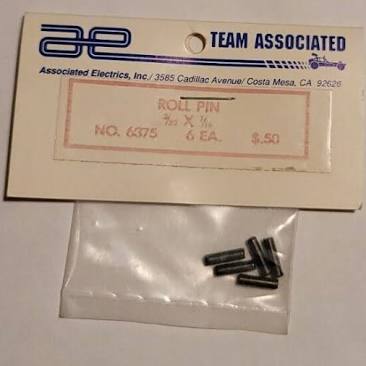 ae TEAM ASSOCIATED
Associated Electrics, Inc./ 3585 Cadillac Avenue/ Costa Mesa, CA. 92626
ROLL PIN
X
NO. 6375 6 EA. $.50